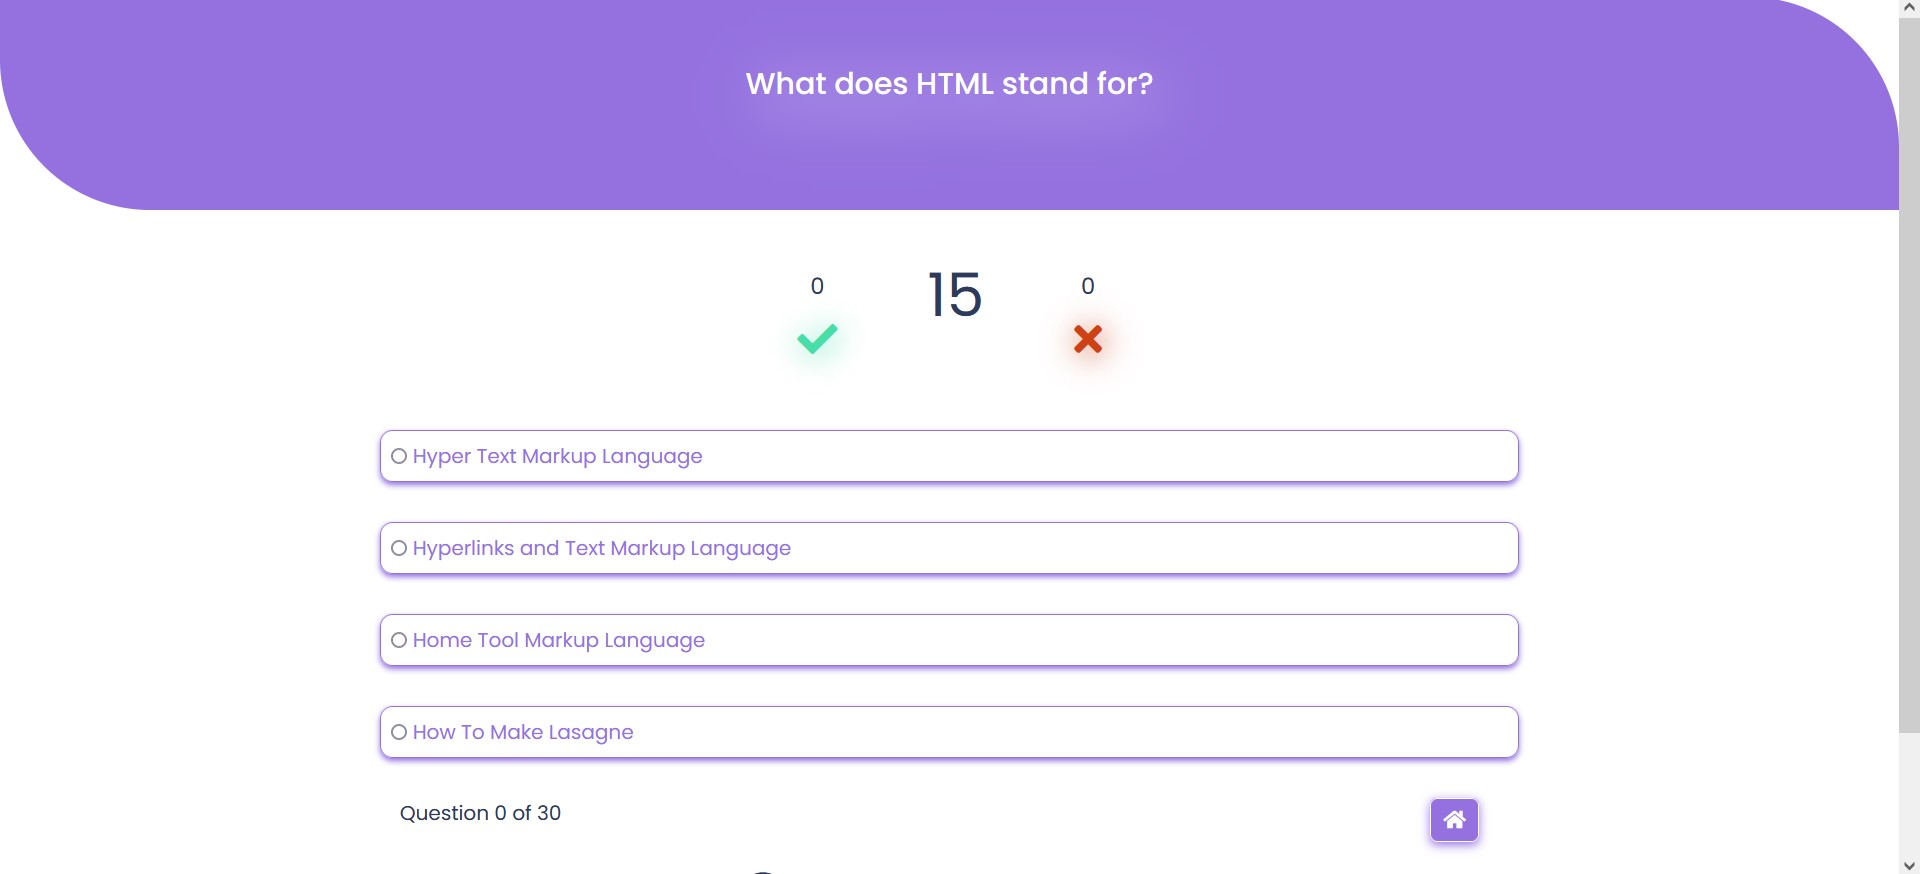 What does HTML stand for?
0
15
0
Hyper Text Markup Language
Hyperlinks and Text Markup Language
Home Tool Markup Language
How To Make Lasagne
Question 0 of 30